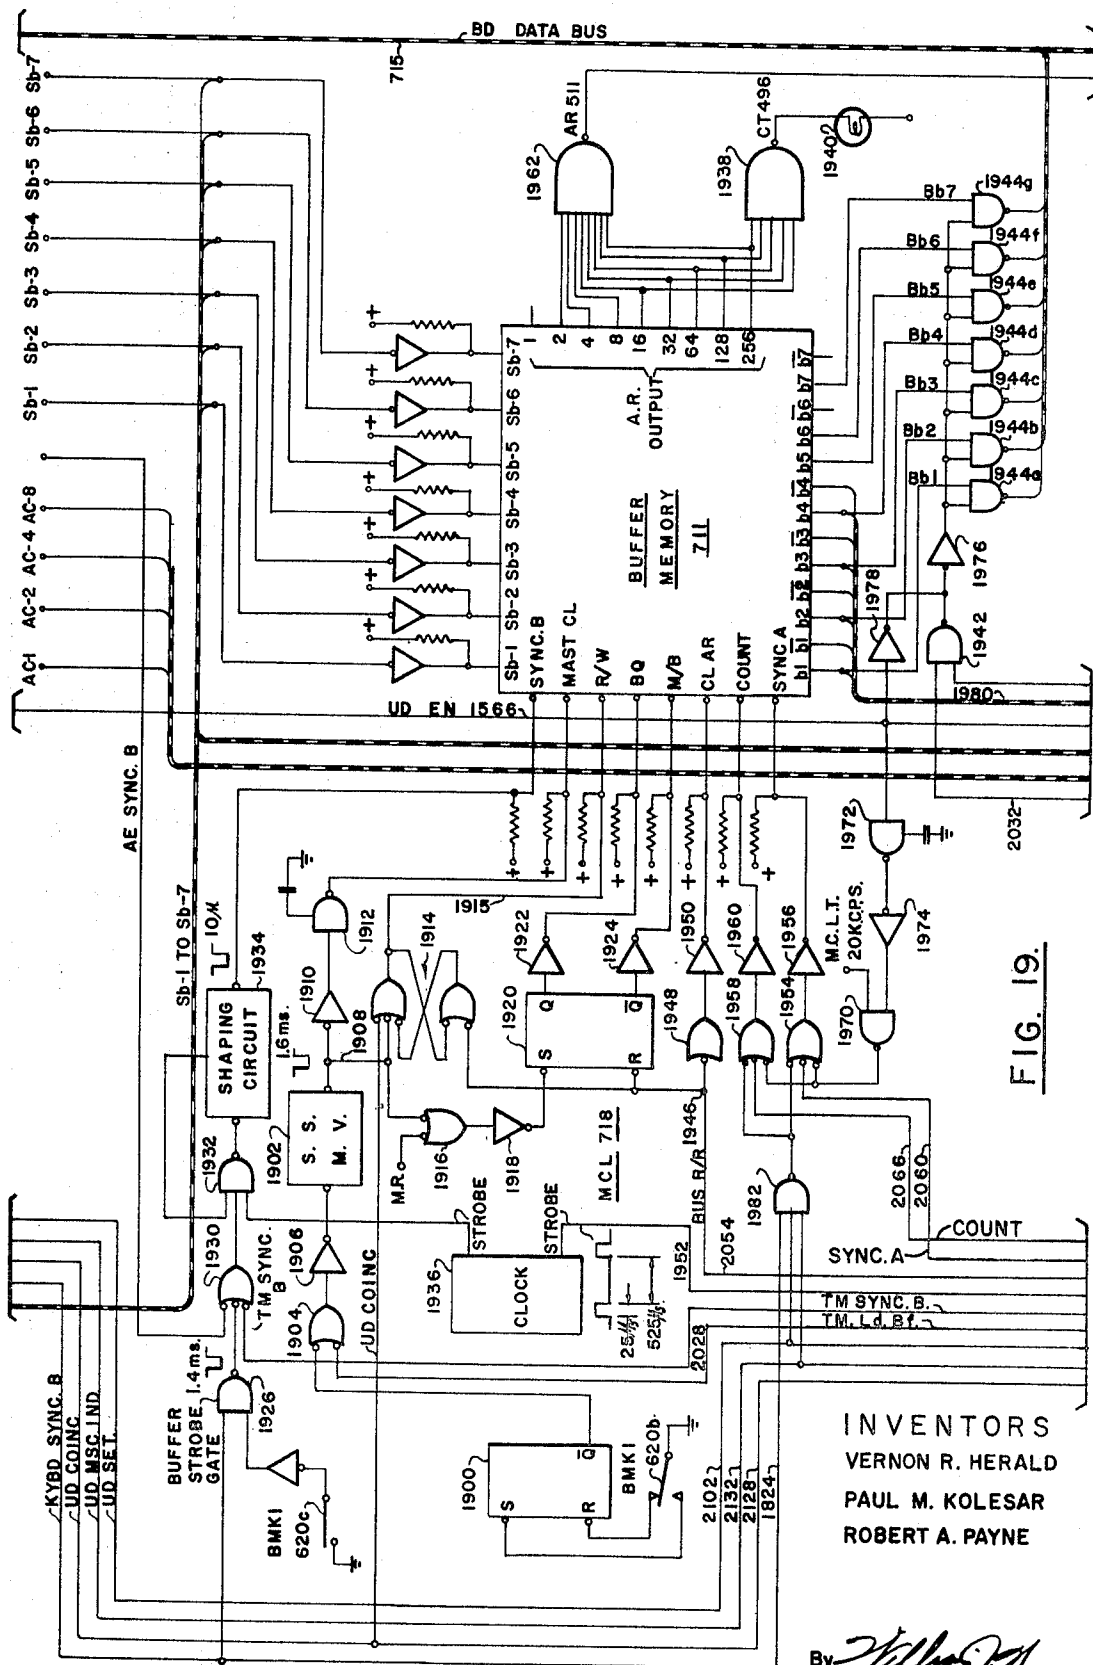 BD DATA BUS
715
Sb-7
Sb-6
Sb-5
Sb-4
Sb-3
Sb-2
Sb-1
AC-8
AC-4
AC-2
AC-1
AR 511
1962
CT496
1938
1940
1944g
1944f
1944e
1944d
1944c
1944b
1944a
Bb7
Bb6
Bb5
Bb4
Bb3
Bb2
Bb1
Sb-7
Sb-6
Sb-5
Sb-4
Sb-3
Sb-2
Sb-1
1
2
4
8
16
32
64
128
256
A.R.
OUTPUT
BUFFER
MEMORY
711
SYNC.B
MAST CL
R/W
BQ
M/B
CL AR
COUNT
SYNC.A
b7
b7
b6
b6
b5
b4
b4
b3
b3
b2
b2
b1
b1
1978
1976
1942
1980
UD EN 1566
2032
AE SYNC. B
Sb-1 TO Sb-7
10μ
1934
SHAPING
CIRCUIT
1932
1930
TM SYNC.
B
1.6ms.
1902
S. S.
M. V.
1910
1912
1908
1906
1904
1914
1915
M.R.
1916
1918
UD COINC
STROBE
STROBE
1936
CLOCK
1952
MCL 718
1920
S
Q
R
Q
1922
1924
1950
1948
1946
BUS R/R
2054
1960
1958
1956
1954
1982
M.C.L.T.
20KC.P.S.
1972
1974
1970
2066
2060
COUNT
SYNC.A
TM SYNC. B.
TM. Ld. Bf.
2028
KYBD SYNC. B
UD COINC
UD MSC IND
UD SET
BUFFER
STROBE
GATE
1.4ms.
1926
BMK1
620c
1900
S
R
Q
BMK1
620b
2102
2132
2128
1824
FIG. 19.
INVENTORS
VERNON R. HERALD
PAUL M. KOLESAR
ROBERT A. PAYNE
By